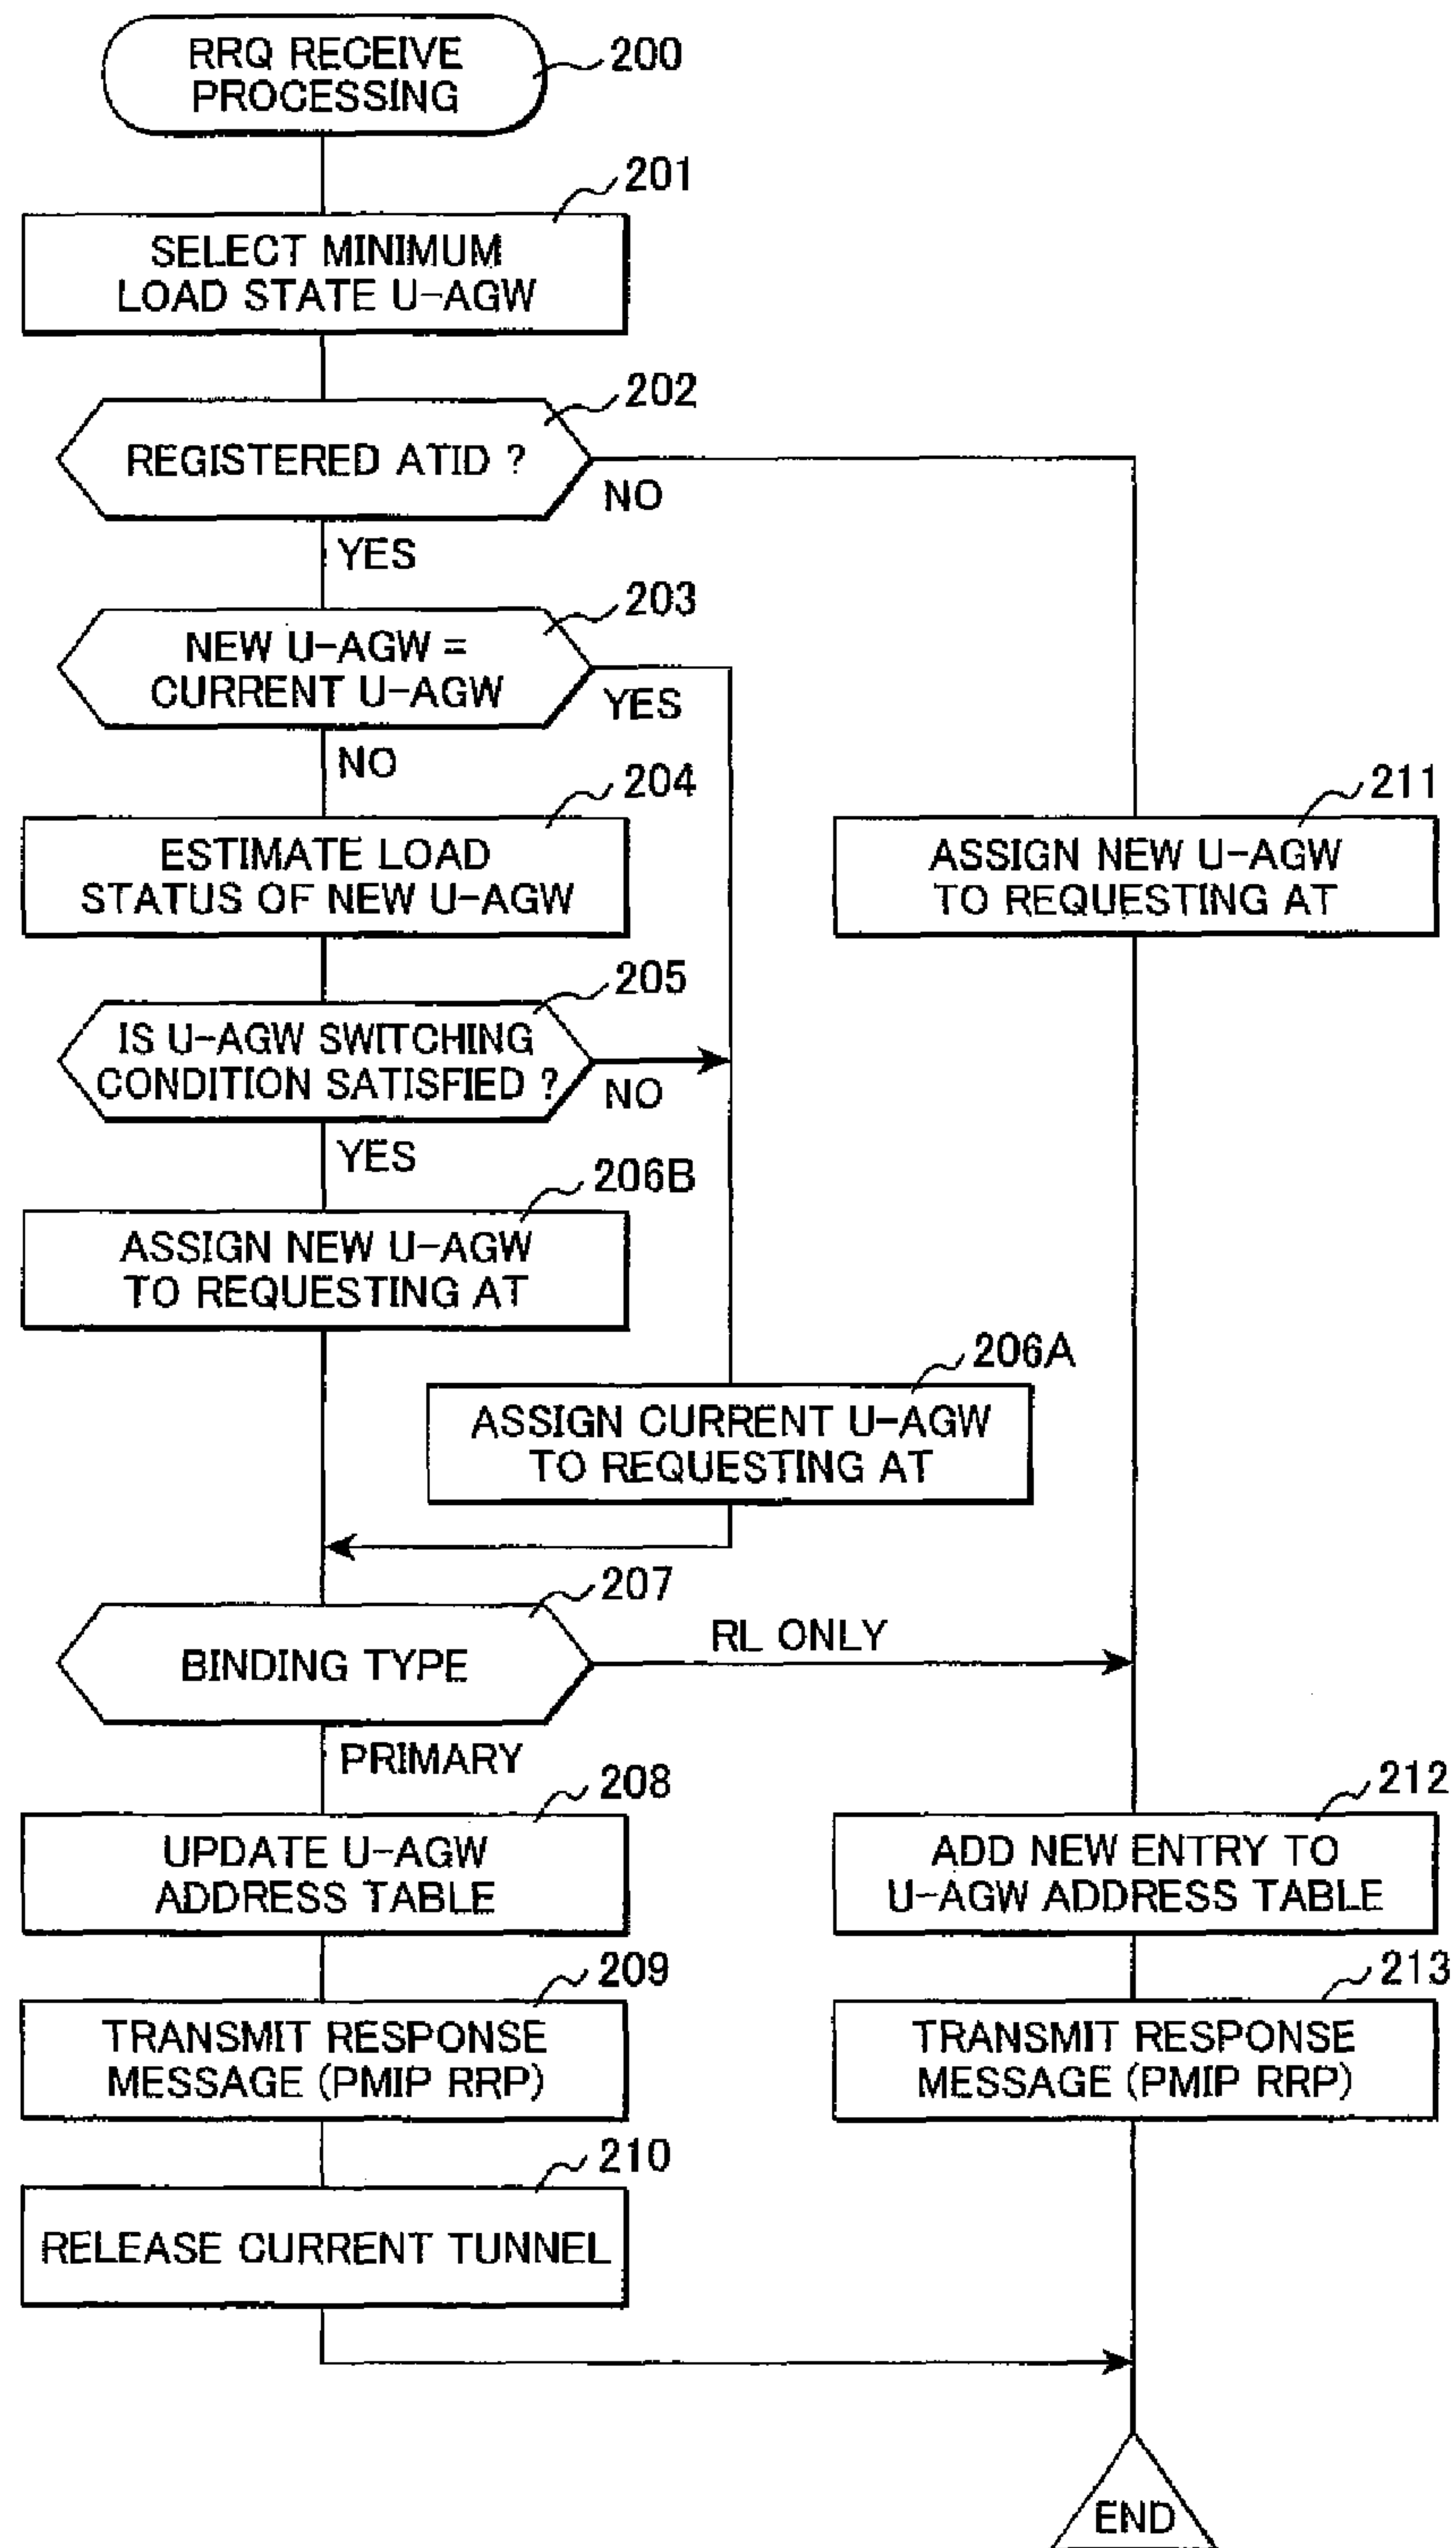 RRQ RECEIVE
PROCESSING
200
201
SELECT MINIMUM
LOAD STATE U-AGW
202
REGISTERED ATID ?
NO
YES
203
NEW U-AGW =
CURRENT U-AGW
YES
NO
204
ESTIMATE LOAD
STATUS OF NEW U-AGW
211
ASSIGN NEW U-AGW
TO REQUESTING AT
205
IS U-AGW SWITCHING
CONDITION SATISFIED ?
NO
YES
206B
ASSIGN NEW U-AGW
TO REQUESTING AT
206A
ASSIGN CURRENT U-AGW
TO REQUESTING AT
207
BINDING TYPE
RL ONLY
PRIMARY
208
UPDATE U-AGW
ADDRESS TABLE
212
ADD NEW ENTRY TO
U-AGW ADDRESS TABLE
209
TRANSMIT RESPONSE
MESSAGE (PMIP RRP)
213
TRANSMIT RESPONSE
MESSAGE (PMIP RRP)
210
RELEASE CURRENT TUNNEL
END